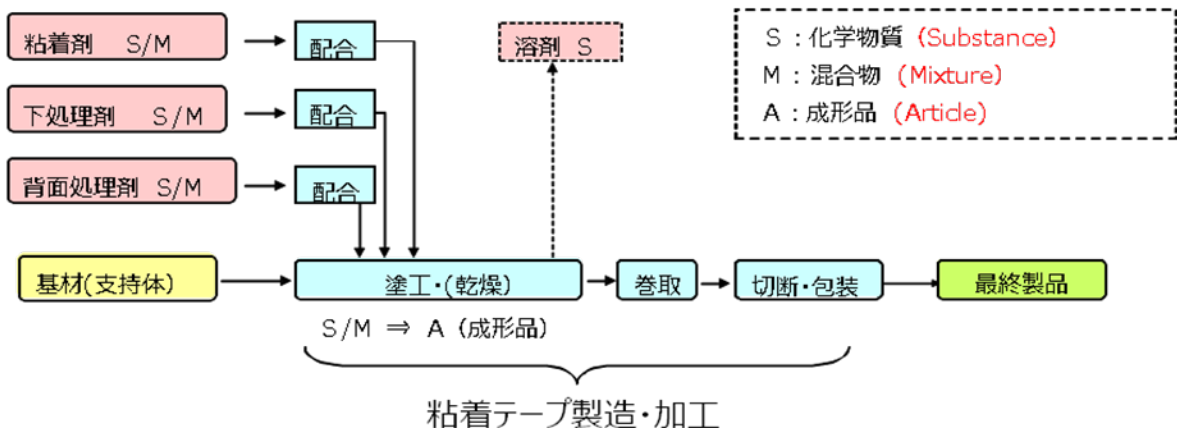 粘着剤 S/M
配合
溶剤 S
S：化学物質 (Substance)
M：混合物 (Mixture)
A：成形品 (Article)
下処理剤 S/M
配合
背面処理剤 S/M
配合
基材(支持体)
塗工・(乾燥)
巻取
切断・包装
最終製品
S/M ⇒ A (成形品)
粘着テープ製造・加工